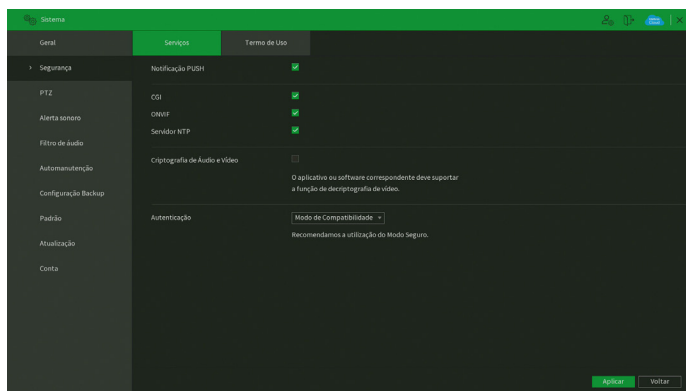 Sistema
Geral
Serviços
Termo de Uso
Segurança
Notificação PUSH
PTZ
CGI
Alerta sonoro
ONVIF
Servidor NTP
Filtro de áudio
Criptografia de Áudio e Vídeo
Automanutenção
O aplicativo ou software correspondente deve suportar
a função de decriptografia de vídeo.
Configuração Backup
Padrão
Autenticação
Modo de Compatibilidade
Recomendamos a utilização do Modo Seguro.
Atualização
Conta
Aplicar
Voltar